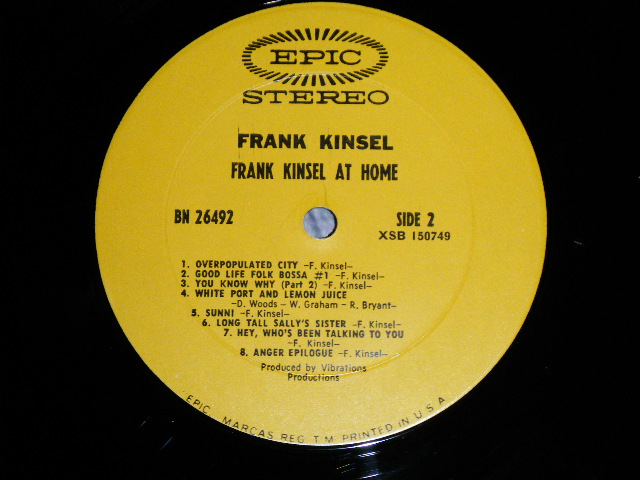 EPIC
STEREO
FRANK KINSEL
FRANK KINSEL AT HOME
BN 26492
SIDE 2
XSB 150749
1. OVERPOPULATED CITY -F. Kinsel-
2. GOOD LIFE FOLK BOSSA #1 -F. Kinsel-
3. YOU KNOW WHY (Part 2) -F. Kinsel-
4. WHITE PORT AND LEMON JUICE
-D. Woods - W. Graham - R. Bryant-
5. SUNNI -F. Kinsel-
6. LONG TALL SALLY'S SISTER -F. Kinsel-
7. HEY, WHO'S BEEN TALKING TO YOU
-F. Kinsel-
8. ANGER EPILOGUE -F. Kinsel-
Produced by Vibrations
Productions
"EPIC", MARCAS REG. T.M. PRINTED IN U.S.A.